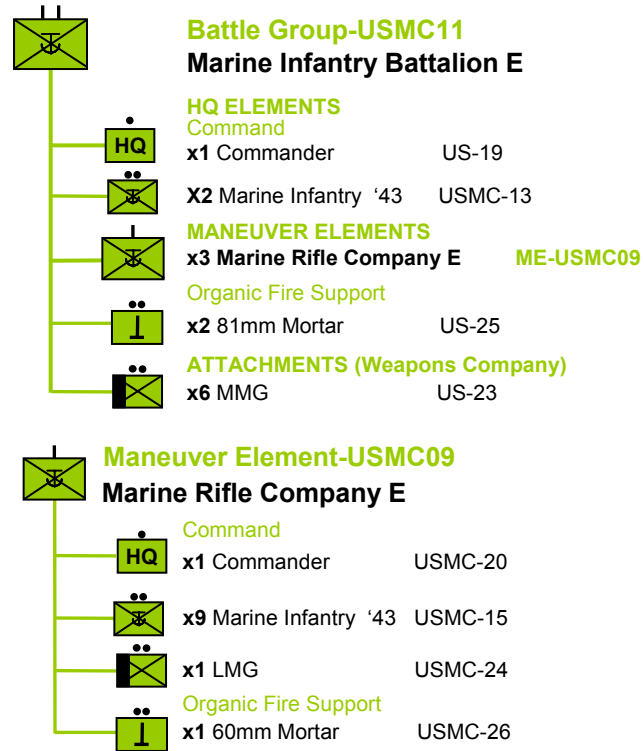 Battle Group-USMC11
Marine Infantry Battalion E
HQ ELEMENTS
Command
HQ x1 Commander US-19
X2 Marine Infantry ‘43 USMC-13
MANEUVER ELEMENTS
x3 Marine Rifle Company E ME-USMC09
Organic Fire Support
x2 81mm Mortar US-25
ATTACHMENTS (Weapons Company)
x6 MMG US-23
Maneuver Element-USMC09
Marine Rifle Company E
Command
HQ x1 Commander USMC-20
x9 Marine Infantry ‘43 USMC-15
x1 LMG USMC-24
Organic Fire Support
x1 60mm Mortar USMC-26